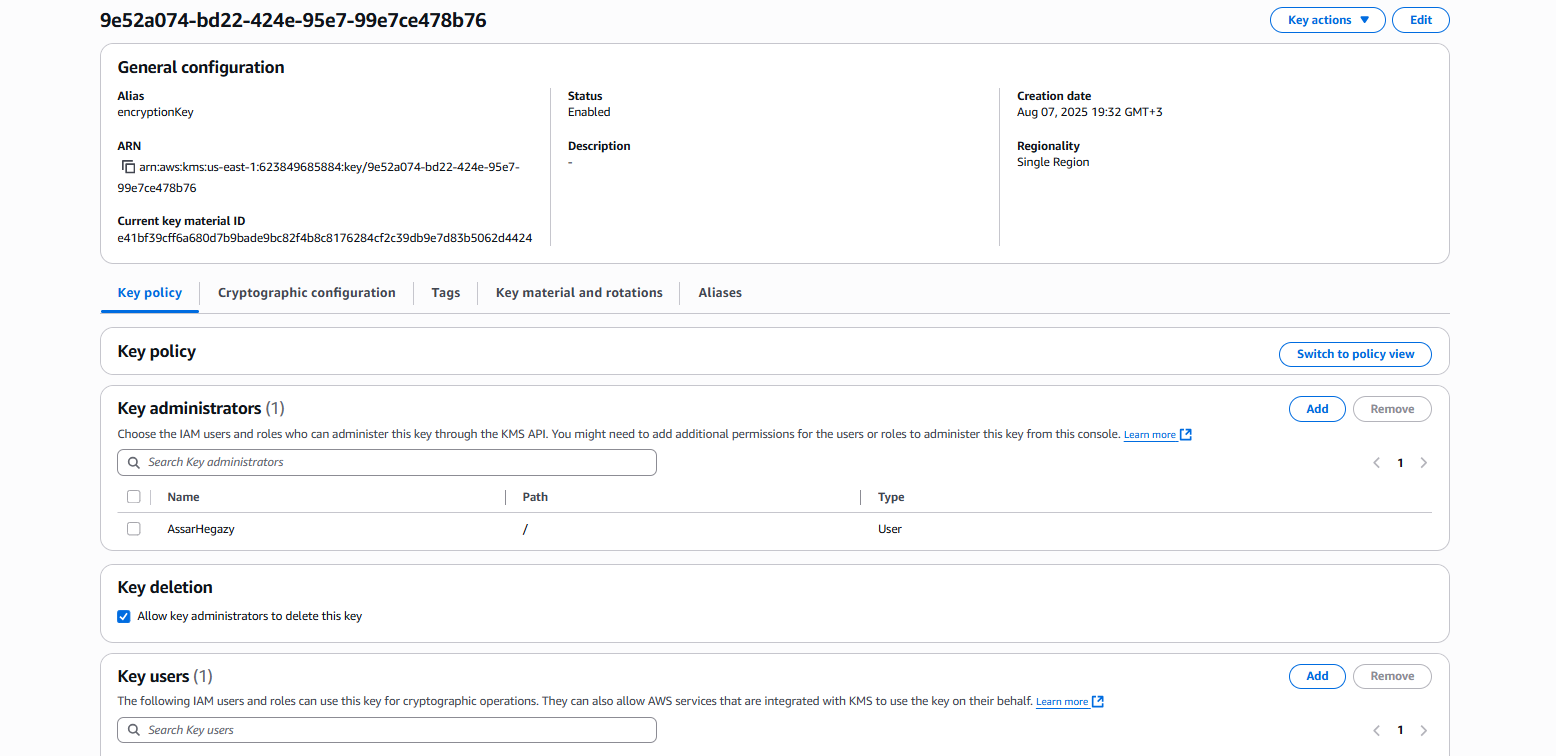 9e52a074-bd22-424e-95e7-99e7ce478b76
Key actions
Edit
General configuration
Alias
encryptionKey
ARN
arn:aws:kms:us-east-1:623849685884:key/9e52a074-bd22-424e-95e7-
99e7ce478b76
Current key material ID
e41bf39cff6a680d7b9bade9bc82f4b8c8176284cf2c39db9e7d83b5062d4424
Status
Enabled
Description
-
Creation date
Aug 07, 2025 19:32 GMT+3
Regionality
Single Region
Key policy
Cryptographic configuration
Tags
Key material and rotations
Aliases
Key policy
Switch to policy view
Key administrators (1)
Add
Remove
Choose the IAM users and roles who can administer this key through the KMS API. You might need to add additional permissions for the users or roles to administer this key from this console. Learn more
Search Key administrators
1
Name
Path
Type
AssarHegazy
/
User
Key deletion
Allow key administrators to delete this key
Key users (1)
Add
Remove
The following IAM users and roles can use this key for cryptographic operations. They can also allow AWS services that are integrated with KMS to use the key on their behalf. Learn more
Search Key users
1